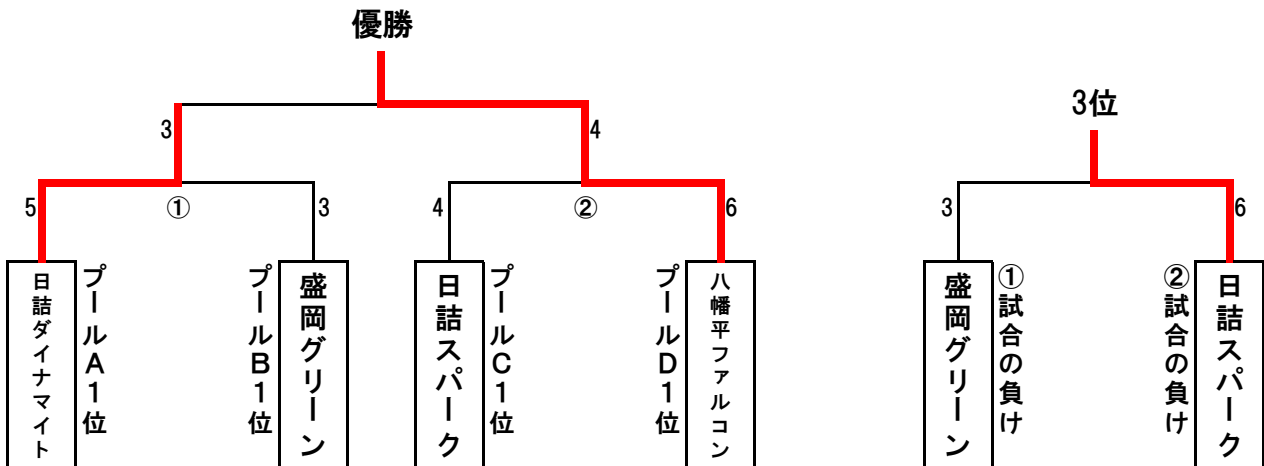 優勝
3位
3
4
5
①
3
4
②
6
3
6
日詰ダイナマイト
プールA1位
プールB1位
盛岡グリーン
日詰スパーク
プールC1位
プールD1位
八幡平ファルコン
盛岡グリーン
①試合の負け
②試合の負け
日詰スパーク